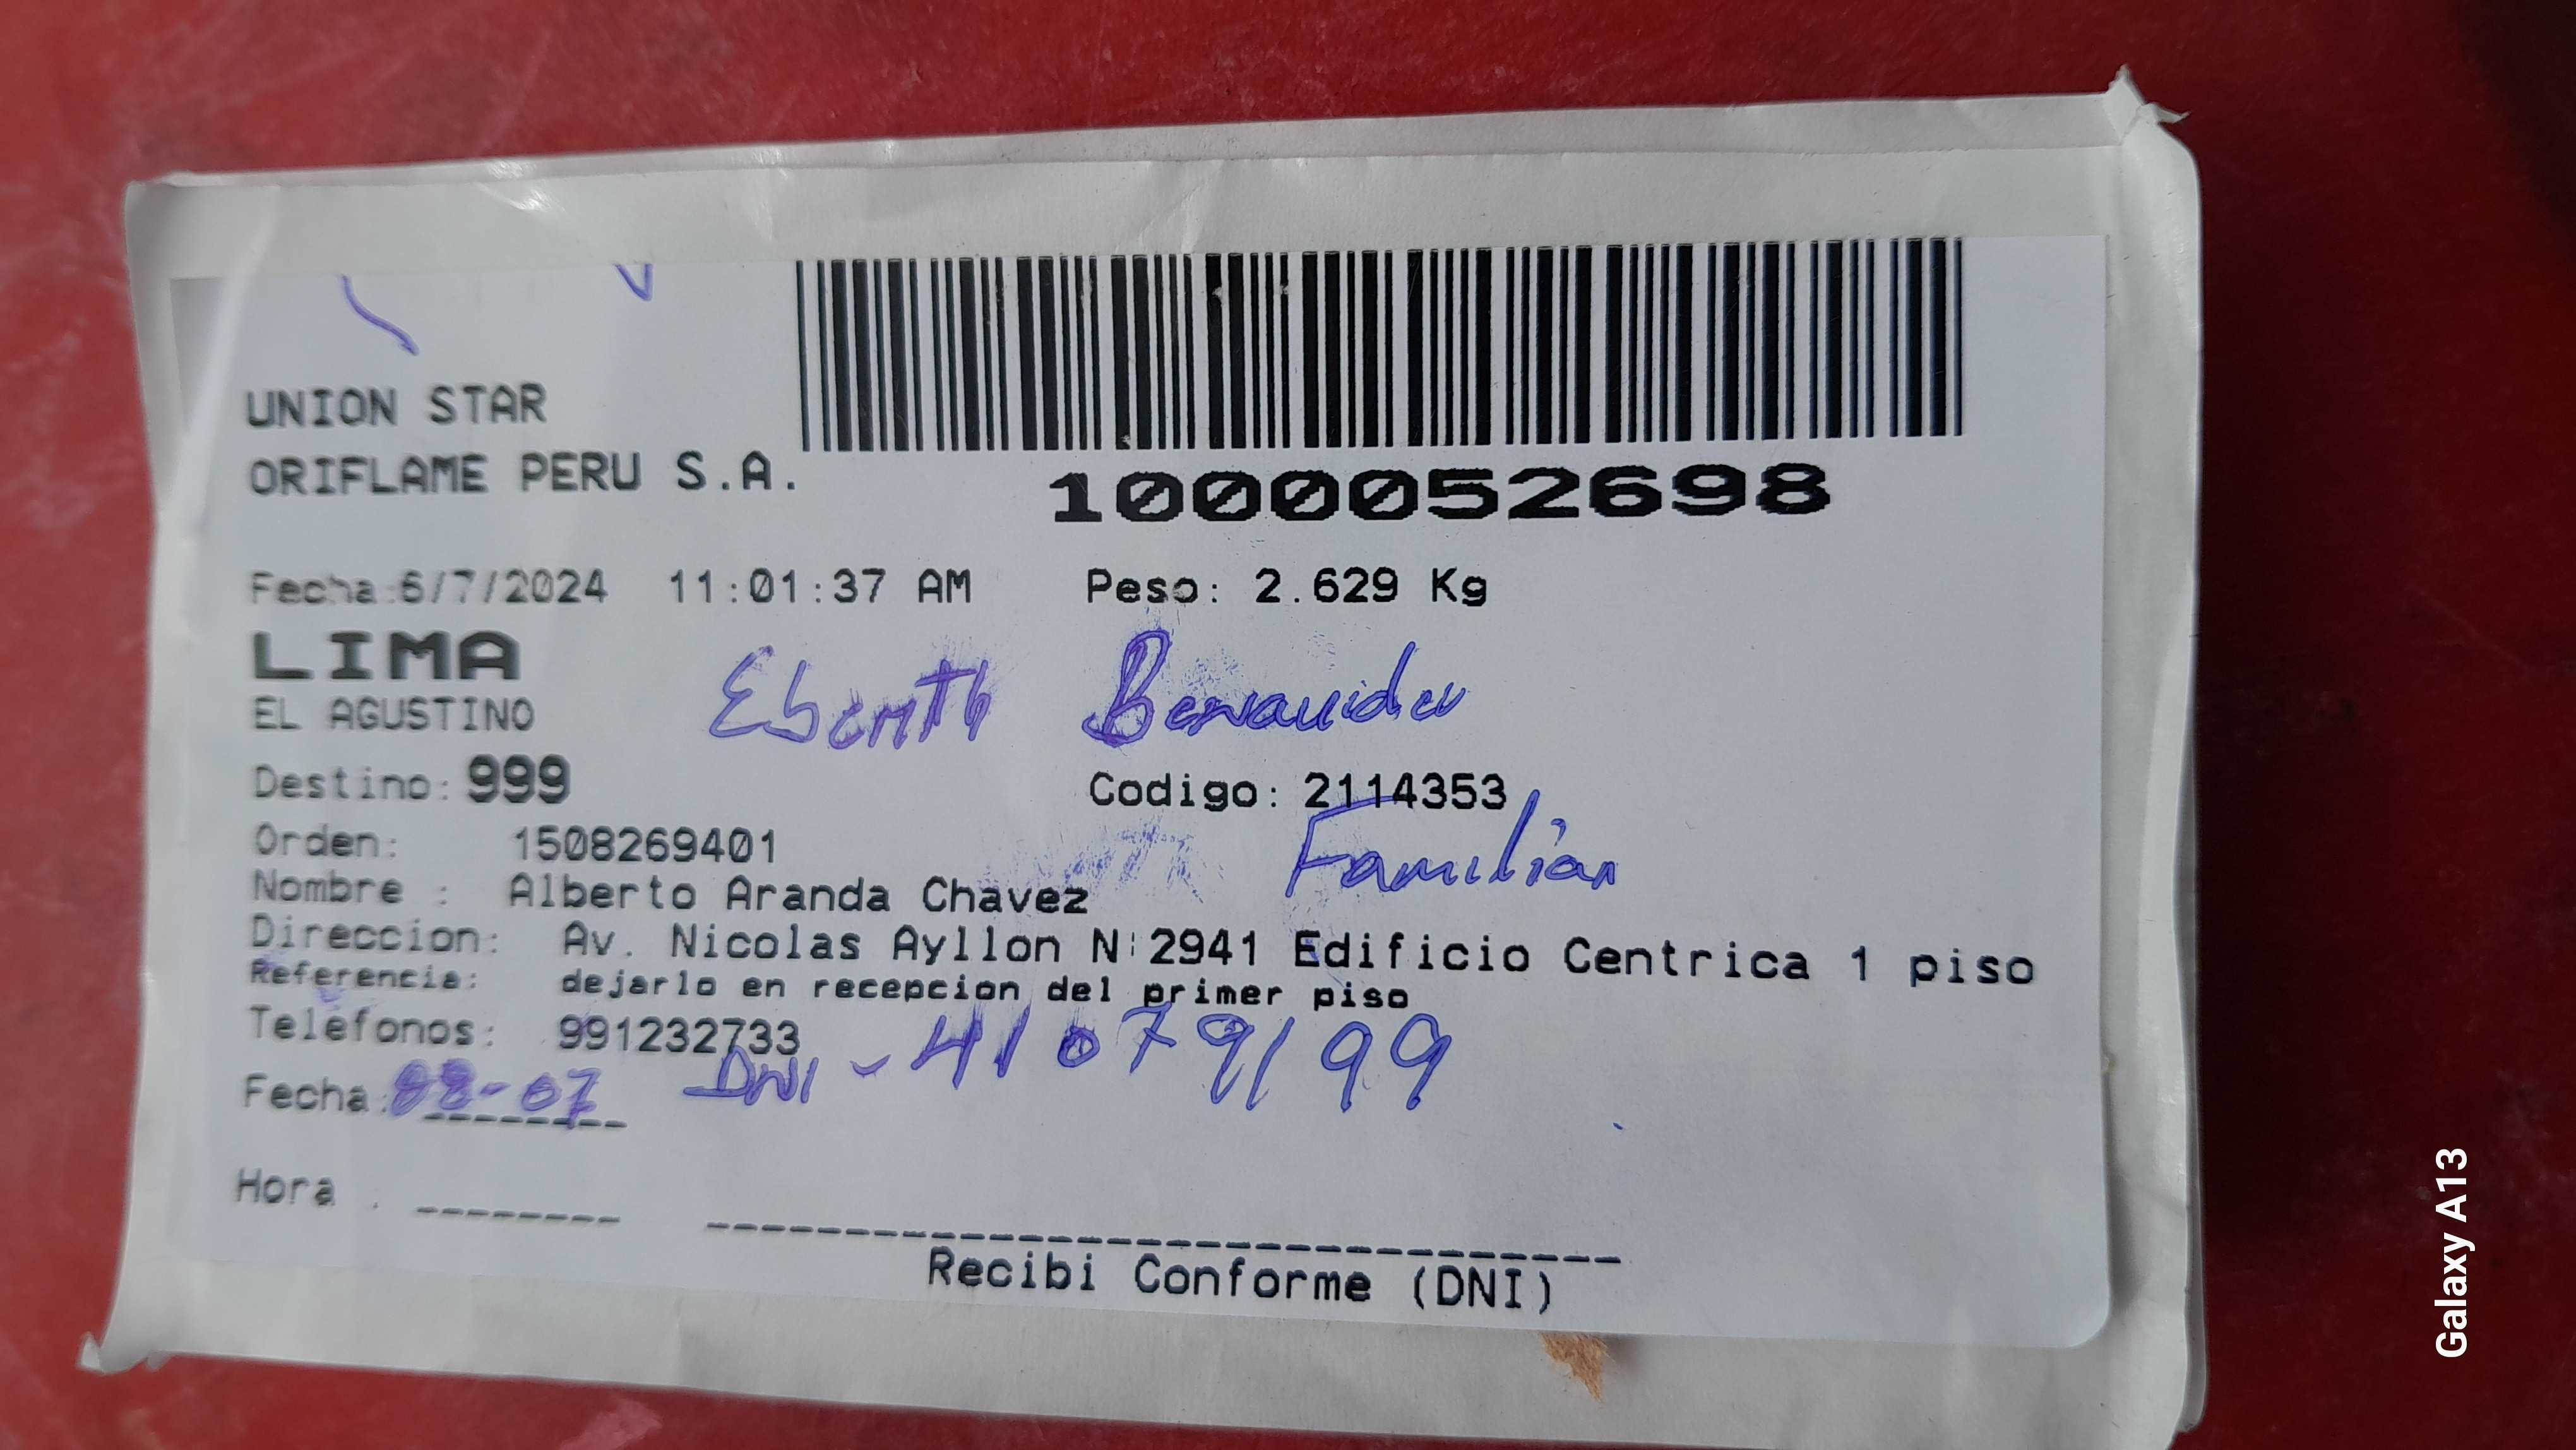 UNION STAR
ORIFLAME PERU S.A.
1000052698
Fecha:6/7/2024 11:01:37 AM Peso: 2.629 Kg
LIMA
EL AGUSTINO
Destino: 999 Codigo: 2114353
Familiar
Orden: 1508269401
Nombre : Alberto Aranda Chavez
Direccion: Av. Nicolas Ayllon N 2941 Edificio Centrica 1 piso
Referencia: dejarlo en recepcion del primer piso
Telefonos: 991232733
DNI - 41079199
Fecha: 08-07
Hora
Recibi Conforme (DNI)
Galaxy A13